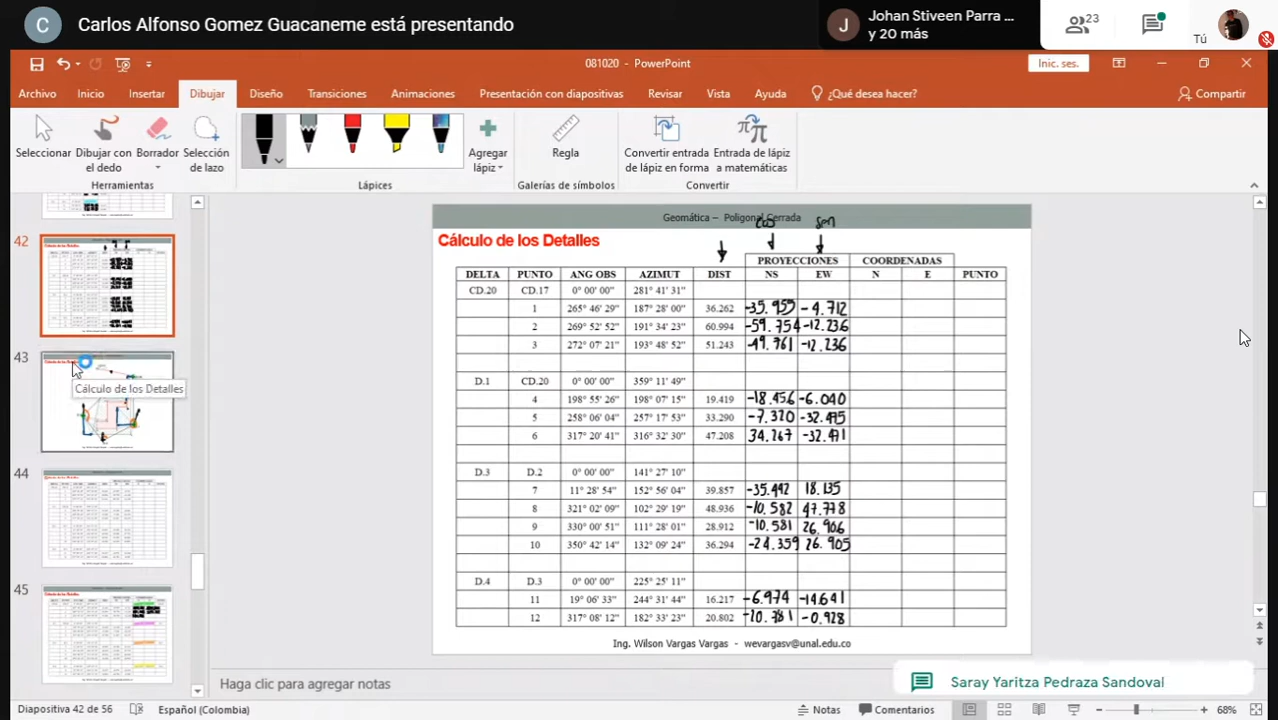 C Carlos Alfonso Gomez Guacaneme está presentando
J Johan Stiveen Parra ... y 20 más
23
Tú
081020 - PowerPoint
Inic. ses.
Archivo Inicio Insertar Dibujar Diseño Transiciones Animaciones Presentación con diapositivas Revisar Vista Ayuda ¿Qué desea hacer? Compartir
Seleccionar Dibujar con el dedo Borrador Selección de lazo Agregar lápiz Regla Convertir entrada de lápiz en forma Entrada de lápiz a matemáticas
Herramientas Lápices Galerías de símbolos Convertir
42
43
Cálculo de los Detalles
44
45
Geomática – Poligonal Cerrada
Cálculo de los Detalles
cos sen
PROYECCIONES COORDENADAS
DELTA PUNTO ANG OBS AZIMUT DIST NS EW N E PUNTO
CD.20 CD.17 0° 00' 00" 281° 41' 31"
1 265° 46' 29" 187° 28' 00" 36.262 -35.955 -4.712
2 269° 52' 52" 191° 34' 23" 60.994 -59.754 -12.236
3 272° 07' 21" 193° 48' 52" 51.243 -49.761 -12.236
D.1 CD.20 0° 00' 00" 359° 11' 49"
4 198° 55' 26" 198° 07' 15" 19.419 -18.456 -6.040
5 258° 06' 04" 257° 17' 53" 33.290 -7.320 -32.475
6 317° 20' 41" 316° 32' 30" 47.208 34.267 -32.471
D.3 D.2 0° 00' 00" 141° 27' 10"
7 11° 28' 54" 152° 56' 04" 39.857 -35.492 18.135
8 321° 02' 09" 102° 29' 19" 48.936 -10.582 47.778
9 330° 00' 51" 111° 28' 01" 28.912 -10.581 26.906
10 350° 42' 14" 132° 09' 24" 36.294 -24.359 26.905
D.4 D.3 0° 00' 00" 225° 25' 11"
11 19° 06' 33" 244° 31' 44" 16.217 -6.974 -14.641
12 317° 08' 12" 182° 33' 23" 20.802 -20.781 -0.928
Ing. Wilson Vargas Vargas - wevargasv@unal.edu.co
Haga clic para agregar notas
Saray Yaritza Pedraza Sandoval
Diapositiva 42 de 56 Español (Colombia) Notas Comentarios 68%